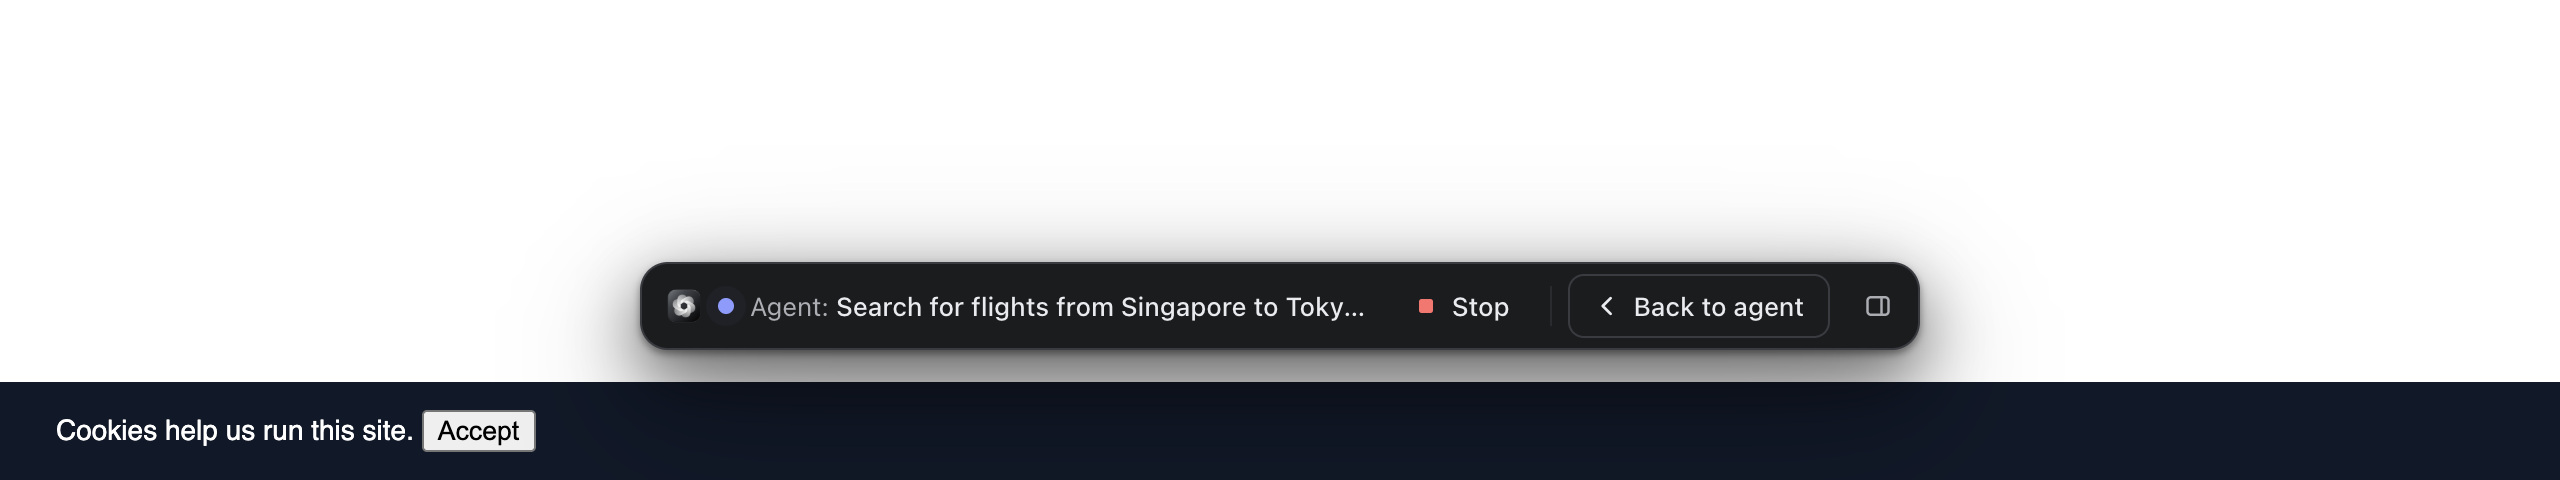 Agent: Search for flights from Singapore to Toky... Stop Back to agent
Cookies help us run this site. Accept